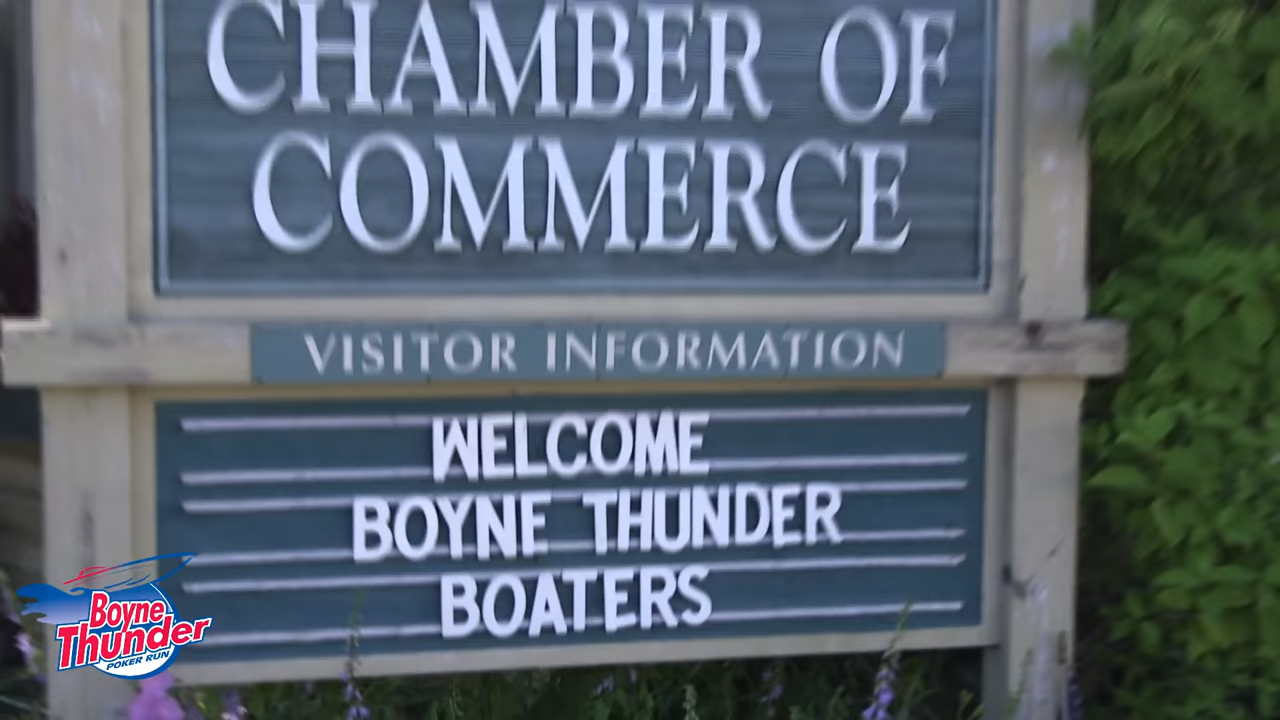 CHAMBER OF
COMMERCE
VISITOR INFORMATION
WELCOME
BOYNE THUNDER
BOATERS
Boyne
Thunder
POKER RUN